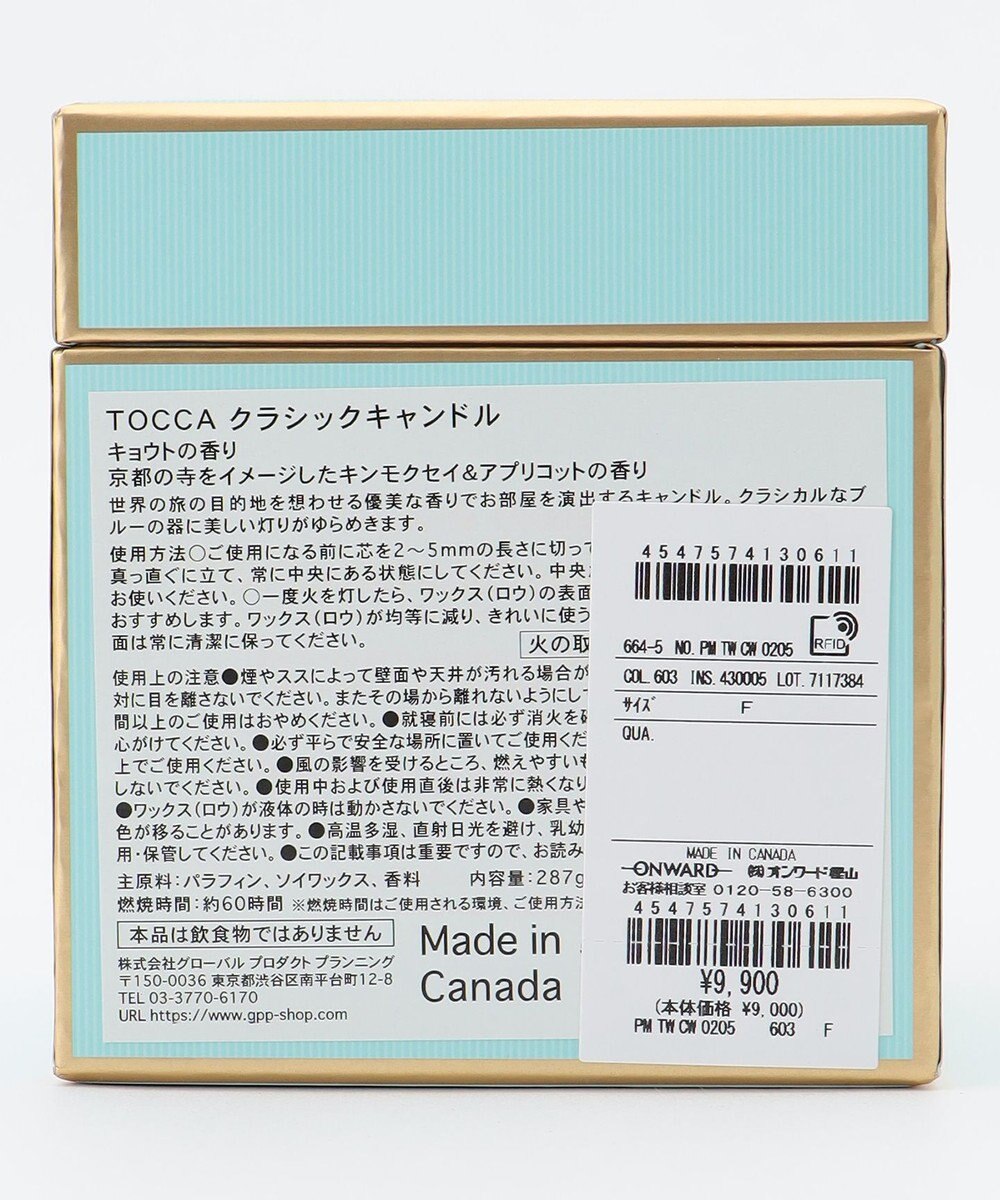 TOCCA クラシックキャンドル
キョウトの香り
京都の寺をイメージしたキンモクセイ&アプリコットの香り
世界の旅の目的地を想わせる優美な香りでお部屋を演出するキャンドル。クラシカルなブ
ルーの器に美しい灯りがゆらめきます。
使用方法○ご使用になる前に芯を2~5mmの長さに切って
真っ直ぐに立て、常に中央にある状態にしてください。中央
お使いください。○一度火を灯したら、ワックス(ロウ)の表面
おすすめします。ワックス(ロウ)が均等に減り、きれいに使う
面は常に清潔に保ってください。
火の取
使用上の注意●煙やススによって壁面や天井が汚れる場合が
対に目を離さないでください。またその場から離れないようにして
間以上のご使用はおやめください。●就寝前には必ず消火を確
心がけてください。●必ず平らで安全な場所に置いてご使用くだ
上でご使用ください。●風の影響を受けるところ、燃えやすいも
しないでください。●使用中および使用直後は非常に熱くなり
●ワックス(ロウ)が液体の時は動かさないでください。●家具や
色が移ることがあります。●高温多湿、直射日光を避け、乳幼
用・保管してください。●この記載事項は重要ですので、お読み
主原料:パラフィン、ソイワックス、香料 内容量:287g
燃焼時間:約60時間 ※燃焼時間はご使用される環境、ご使用方法
本品は飲食物ではありません
株式会社グローバル プロダクト プランニング
〒150-0036 東京都渋谷区南平台町12-8
TEL 03-3770-6170
URL https://www.gpp-shop.com
Made in
Canada
4547574130611
RFID
664-5 NO. PM TW CW 0205
COL. 603 INS. 430005 LOT. 7117384
サイズ F
QUA.
MADE IN CANADA
ONWARD ㈱オンワード樫山
お客様相談室 0120-58-6300
4547574130611
¥9,900
(本体価格 ¥9,000)
PM TW CW 0205 603 F